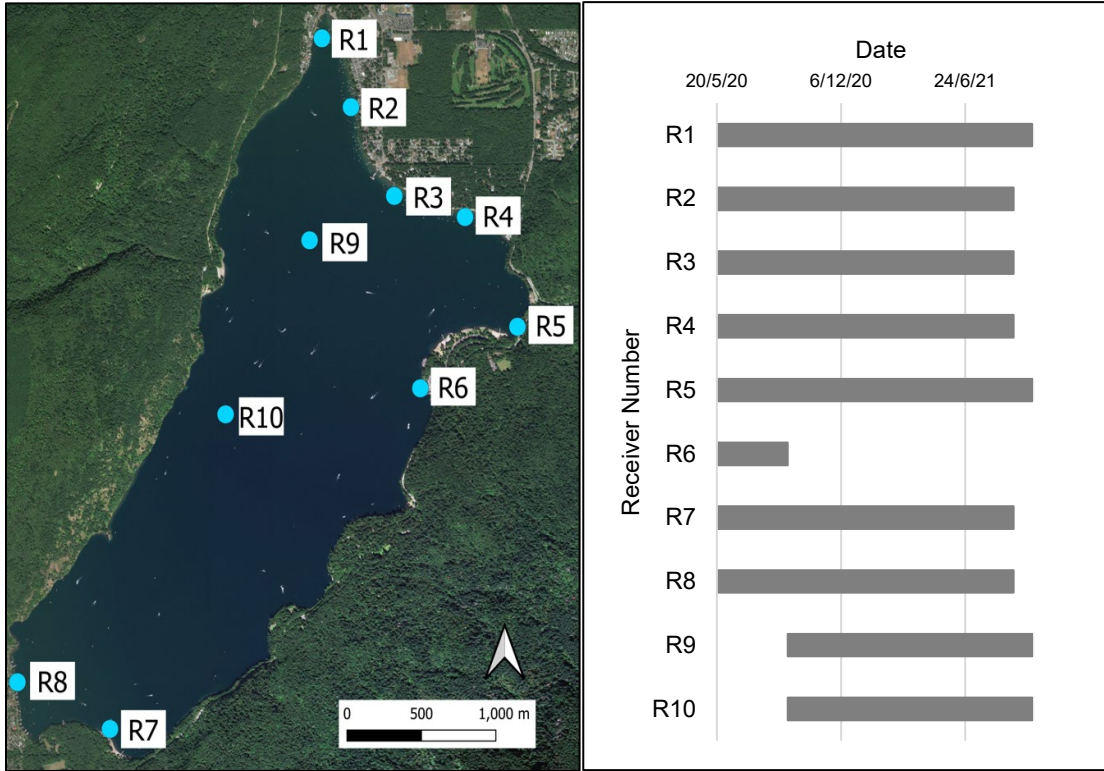 R1
R2
R3
R4
R9
R5
R6
R10
R8
R7
0 500 1,000 m
Date
20/5/20 6/12/20 24/6/21
Receiver Number
R1
R2
R3
R4
R5
R6
R7
R8
R9
R10